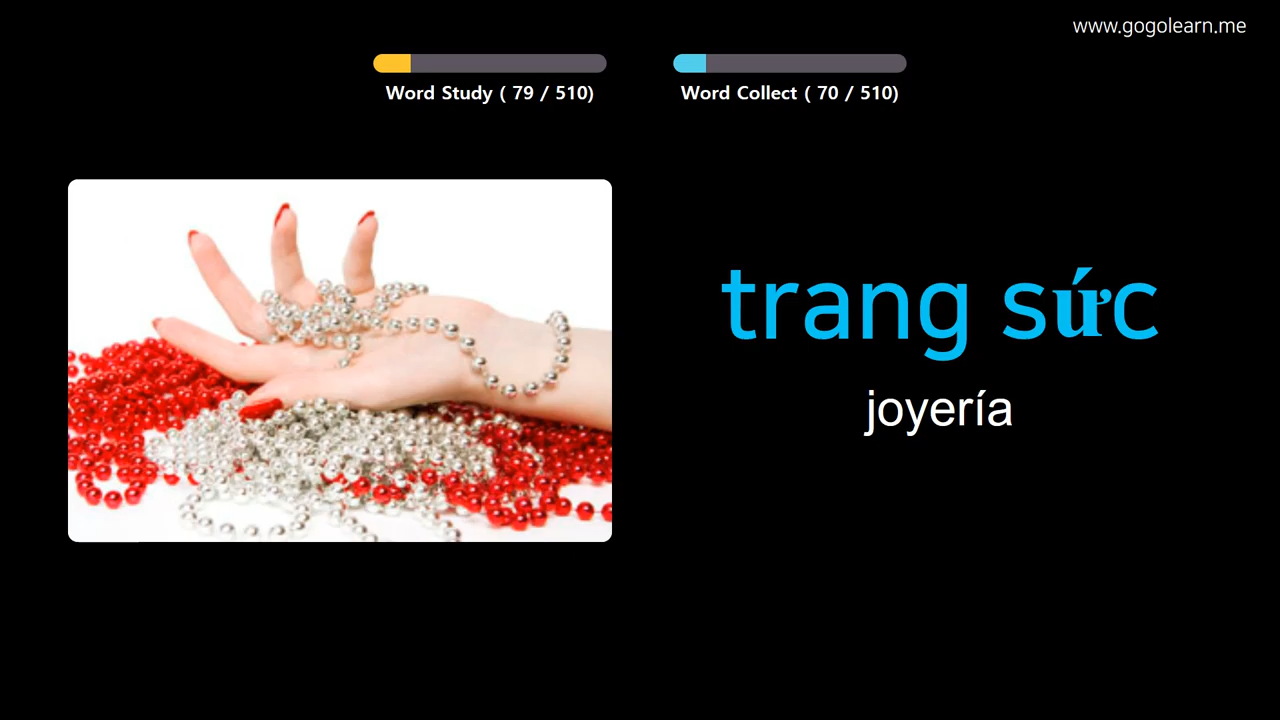 www.gogolearn.me
Word Study ( 79 / 510)
Word Collect ( 70 / 510)
trang sức
joyería